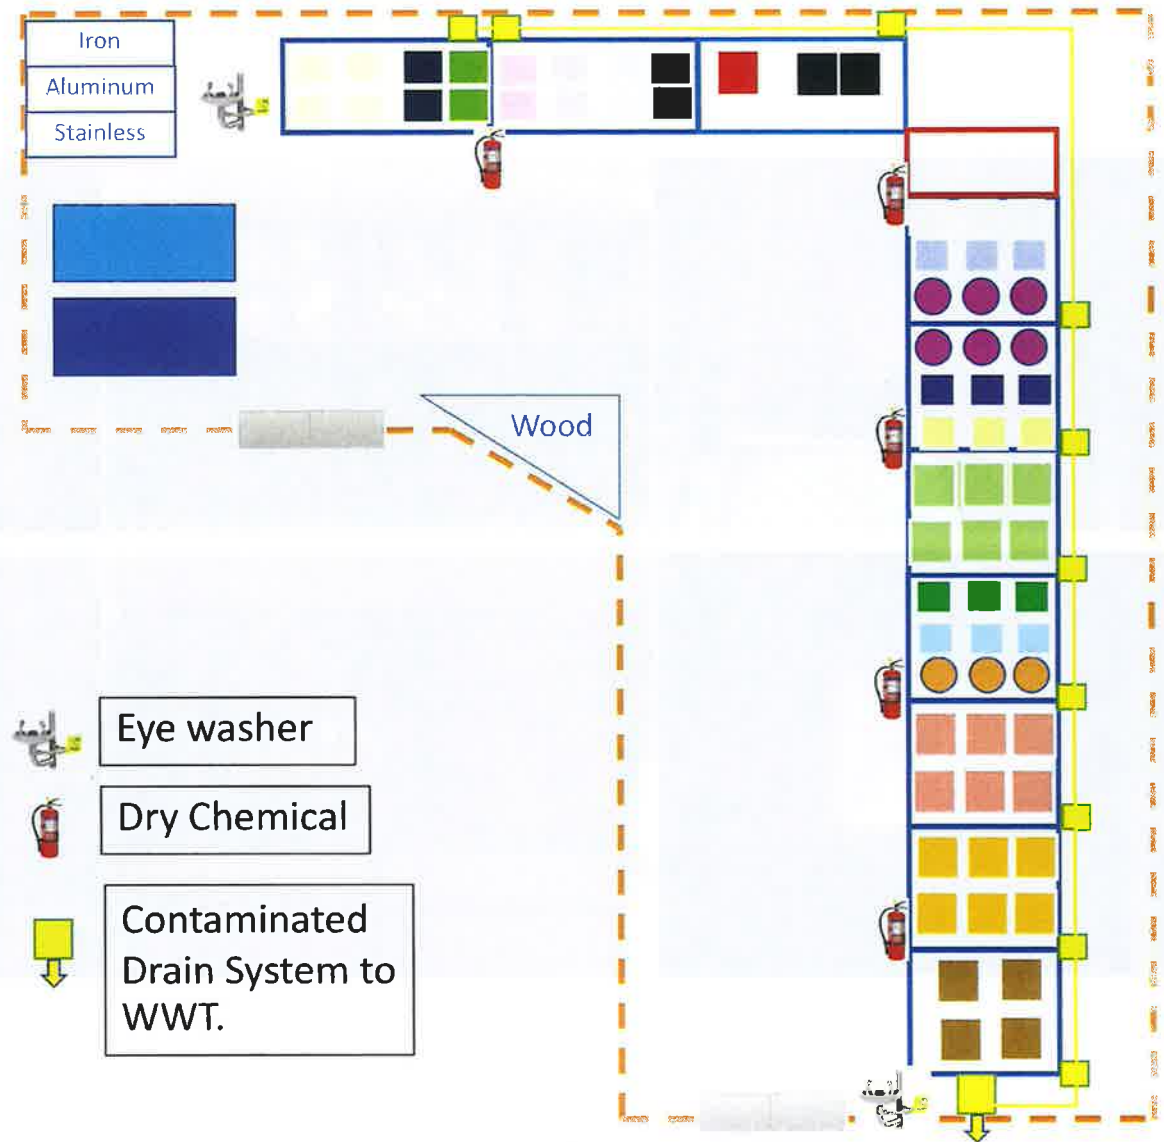 Iron
Aluminum
Stainless
Wood
Eye washer
Dry Chemical
Contaminated
Drain System to
WWT.